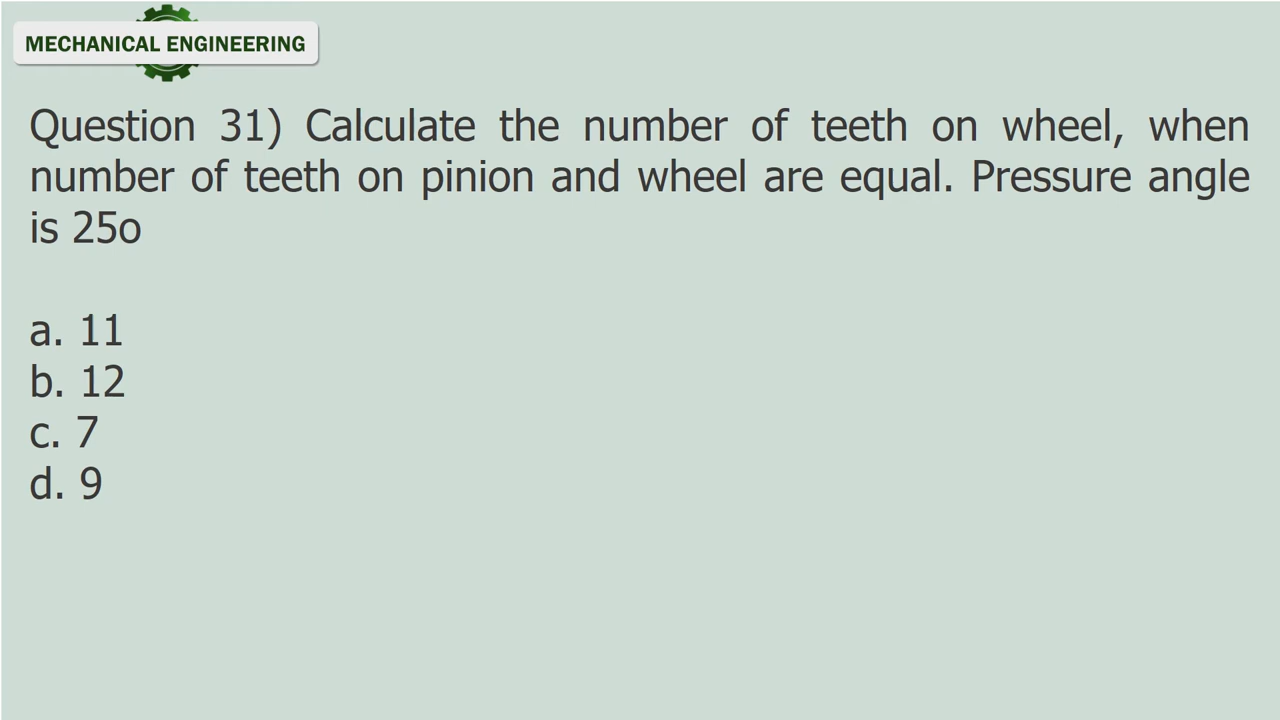 MECHANICAL ENGINEERING
Question 31) Calculate the number of teeth on wheel, when
number of teeth on pinion and wheel are equal. Pressure angle
is 25o
a. 11
b. 12
c. 7
d. 9